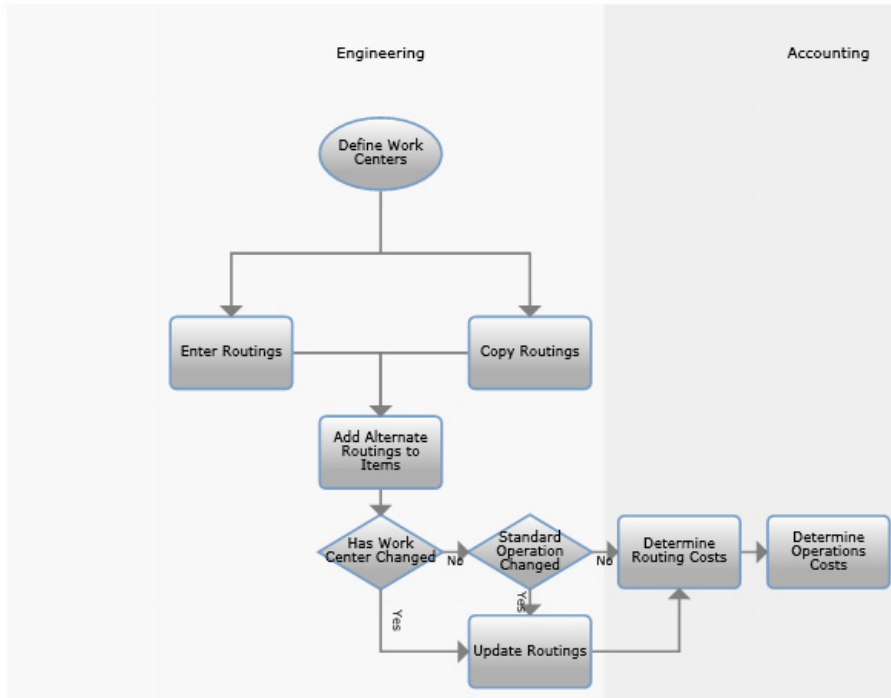 Engineering
Accounting
Define Work
Centers
Enter Routings
Copy Routings
Add Alternate
Routings to
Items
Has Work
Center Changed
No
Standard
Operation
Changed
No
Determine
Routing Costs
Determine
Operations
Costs
Yes
Yes
Update Routings